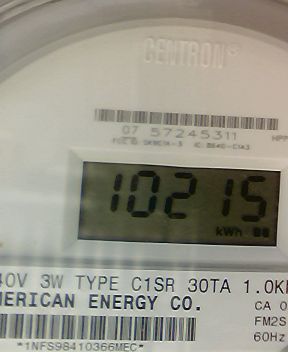 CENTRON®
07 57245311
10215
kWh
40V 3W TYPE C1SR 30TA 1.0K
MERICAN ENERGY CO.
CA 0
FM2S
60Hz
*1NFS98410366MEC*